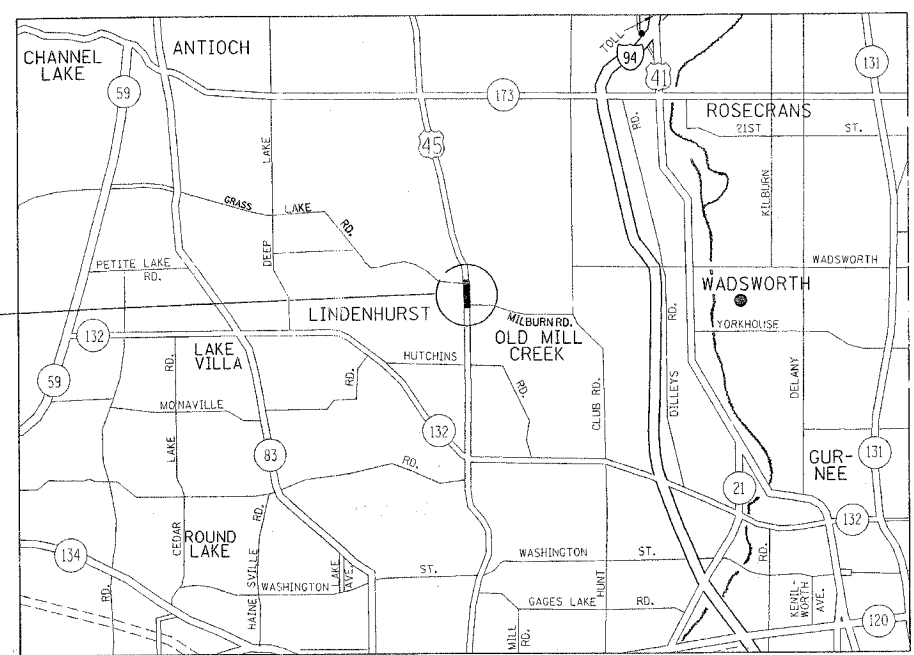 CHANNEL
LAKE
ANTIOCH
59
173
45
TOLL
94
41
131
ROSECRANS
21ST ST.
RD.
KILBURN
LAKE
DEEP
GRASS LAKE RD.
PETITE LAKE
RD.
WADSWORTH
WADSWORTH
YORKHOUSE
LINDENHURST
MILBURN RD.
OLD MILL
CREEK
132
LAKE
VILLA
HUTCHINS
RD.
RD.
RD.
LAKE
CEDAR
59
MONAVILLE
132
CLUB RD.
HUNT
DILLEYS
RD.
DELANY
83
RD.
GUR-
NEE
131
21
132
ROUND
LAKE
134
RD.
RD.
HAINESVILLE
WASHINGTON
LAKE
AVE.
ST.
WASHINGTON ST.
GAGES LAKE RD.
MILL
RD.
RD.
KENIL-
WORTH
AVE.
120